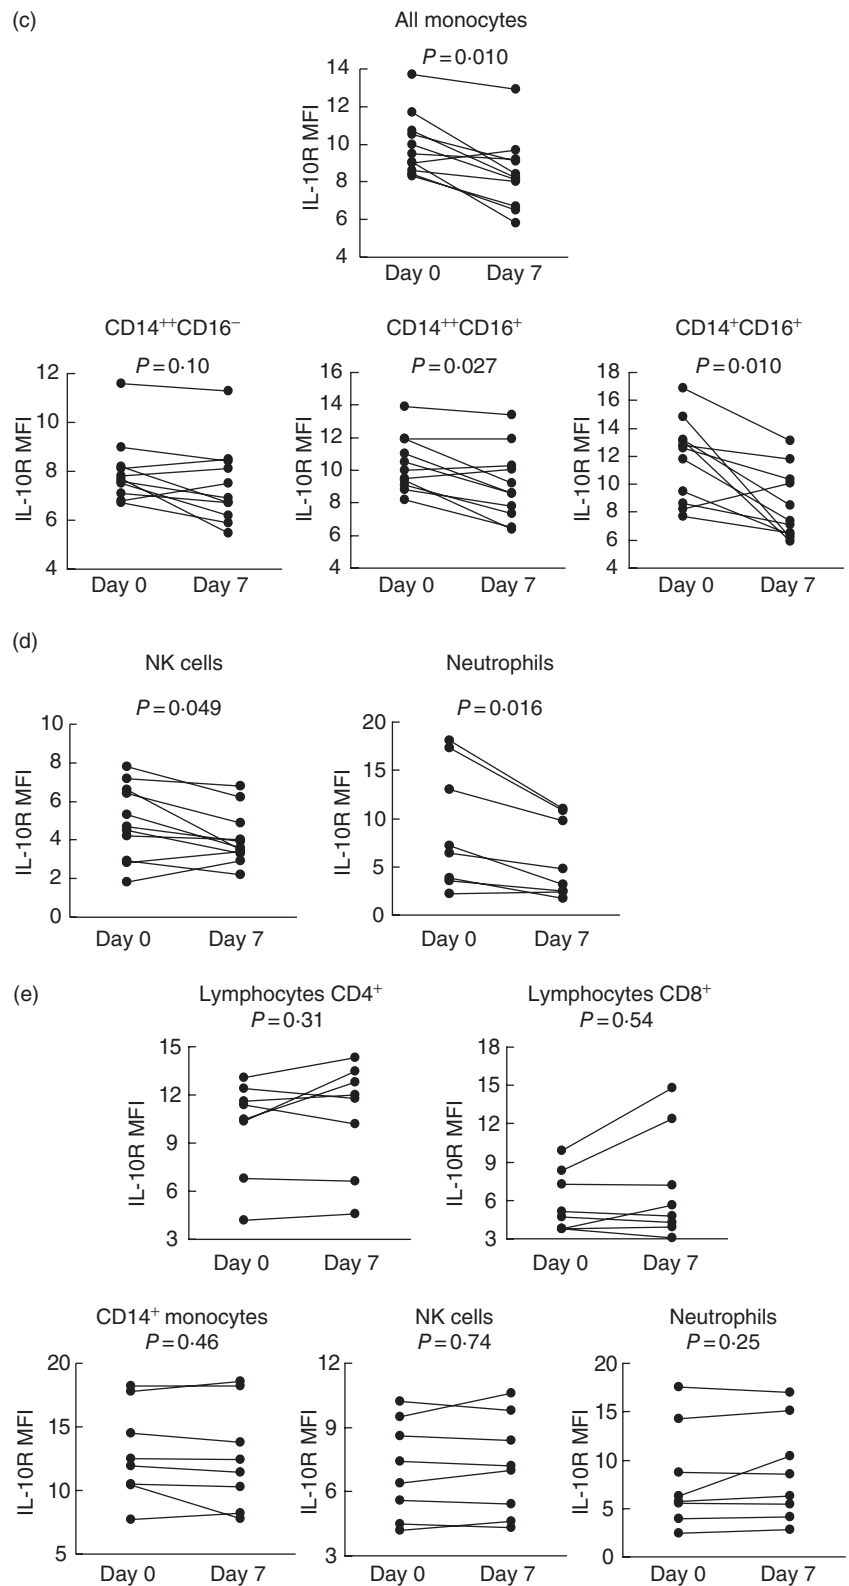 (c)
All monocytes
P = 0·010
14
12
10
8
6
4
IL-10R MFI
Day 0 Day 7
CD14⁺⁺CD16⁻ CD14⁺⁺CD16⁺ CD14⁺CD16⁺
P = 0·10 P = 0·027 P = 0·010
12
10
8
6
4
IL-10R MFI
Day 0 Day 7
16
14
12
10
8
6
4
IL-10R MFI
Day 0 Day 7
18
16
14
12
10
8
6
4
IL-10R MFI
Day 0 Day 7
(d)
NK cells Neutrophils
P = 0·049 P = 0·016
10
8
6
4
2
0
IL-10R MFI
Day 0 Day 7
20
15
10
5
0
IL-10R MFI
Day 0 Day 7
(e)
Lymphocytes CD4⁺ Lymphocytes CD8⁺
P = 0·31 P = 0·54
15
12
9
6
3
IL-10R MFI
Day 0 Day 7
18
15
12
9
6
3
IL-10R MFI
Day 0 Day 7
CD14⁺ monocytes NK cells Neutrophils
P = 0·46 P = 0·74 P = 0·25
20
15
10
5
IL-10R MFI
Day 0 Day 7
12
9
6
3
IL-10R MFI
Day 0 Day 7
20
15
10
5
0
IL-10R MFI
Day 0 Day 7